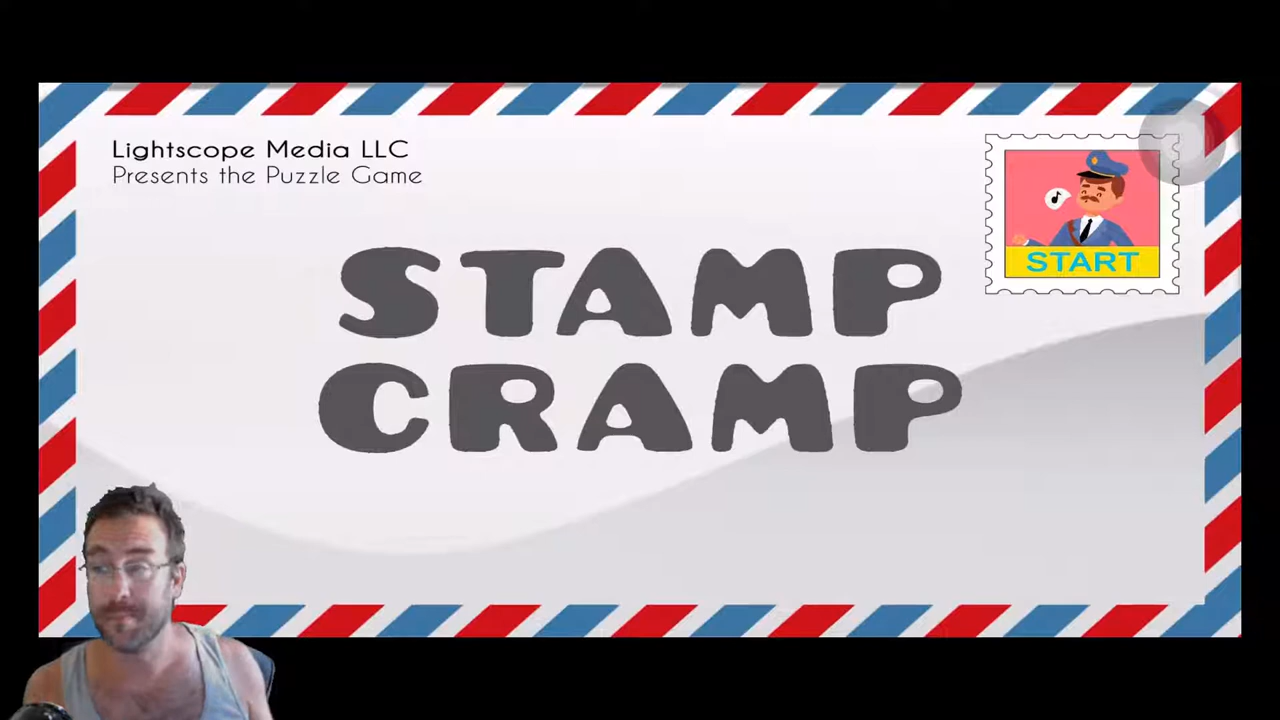 Lightscope Media LLC
Presents the Puzzle Game
START
STAMP
CRAMP